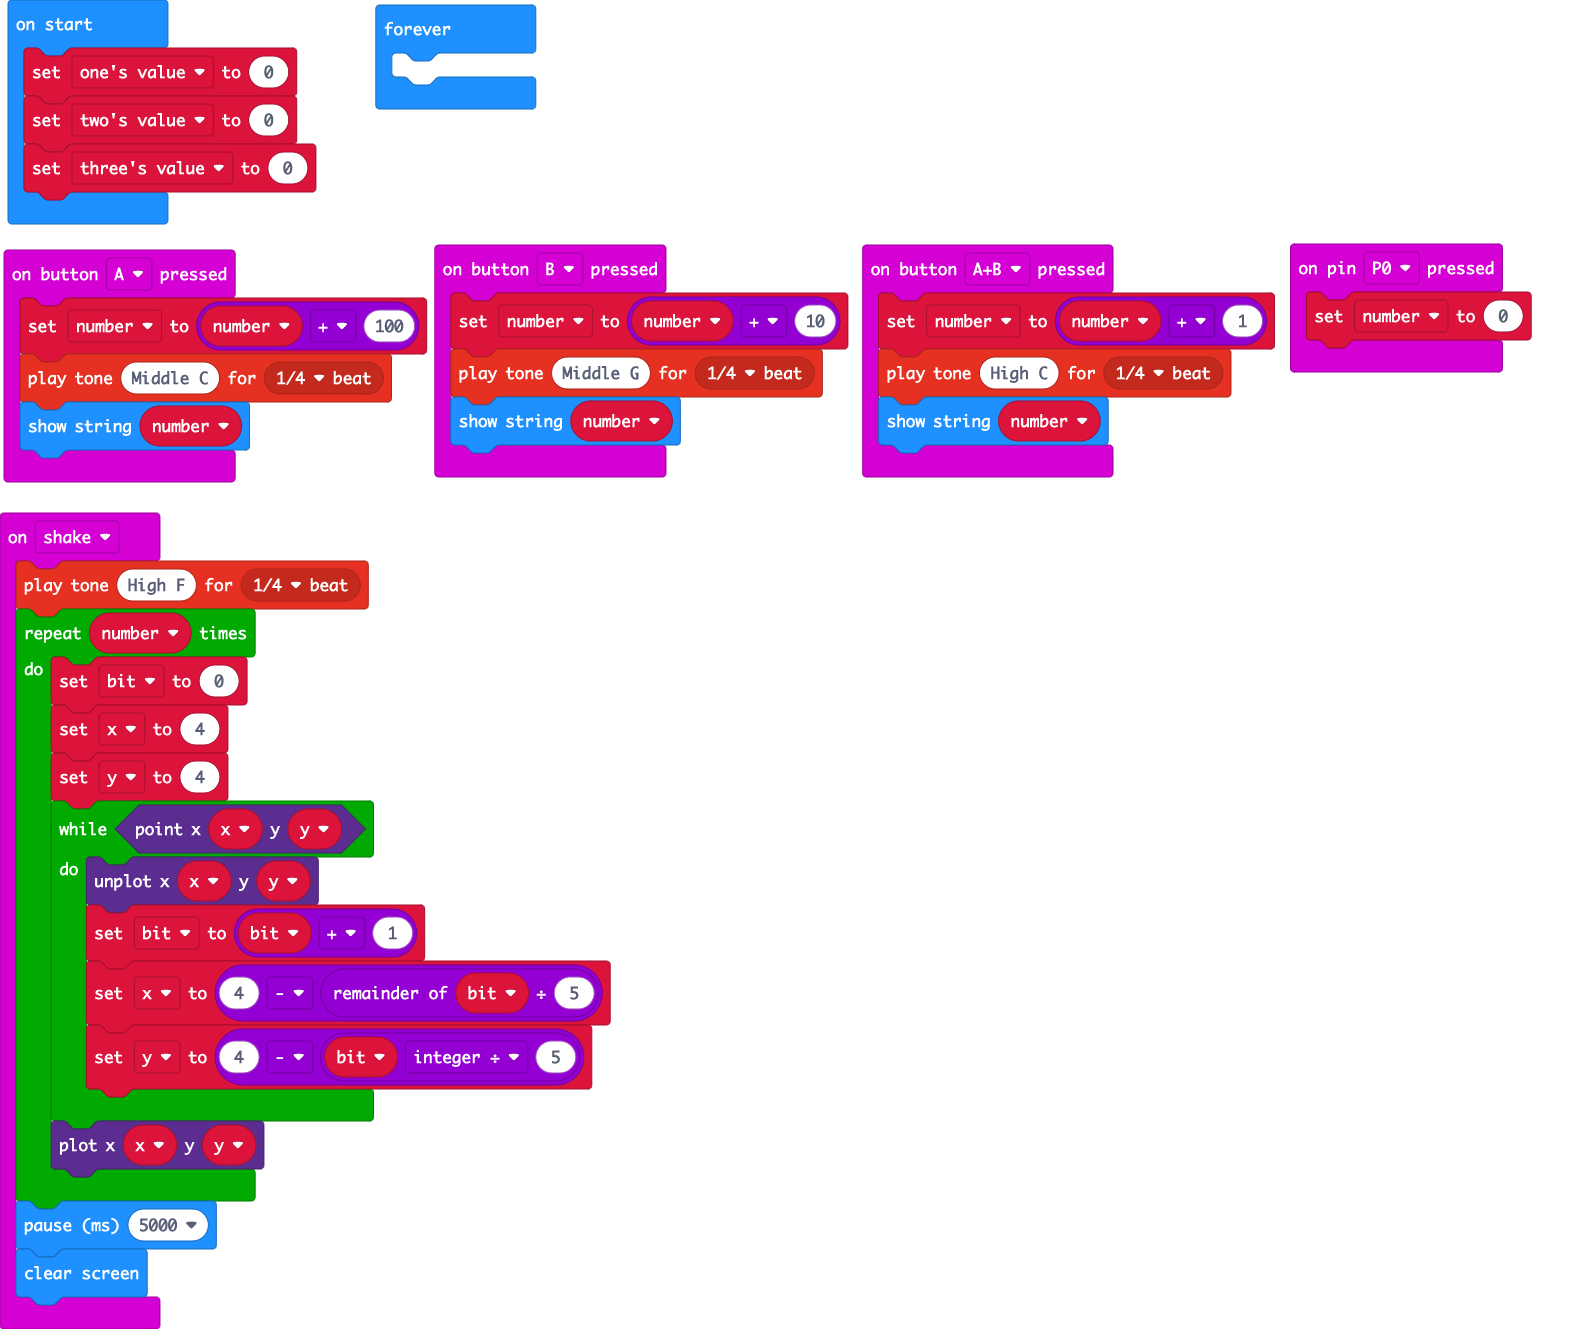 on start
set one's value to 0
set two's value to 0
set three's value to 0
forever
on button A pressed
set number to number + 100
play tone Middle C for 1/4 beat
show string number
on button B pressed
set number to number + 10
play tone Middle G for 1/4 beat
show string number
on button A+B pressed
set number to number + 1
play tone High C for 1/4 beat
show string number
on pin P0 pressed
set number to 0
on shake
play tone High F for 1/4 beat
repeat number times
do
set bit to 0
set x to 4
set y to 4
while point x x y y
do
unplot x x y y
set bit to bit + 1
set x to 4 - remainder of bit ÷ 5
set y to 4 - bit integer ÷ 5
plot x x y y
pause (ms) 5000
clear screen